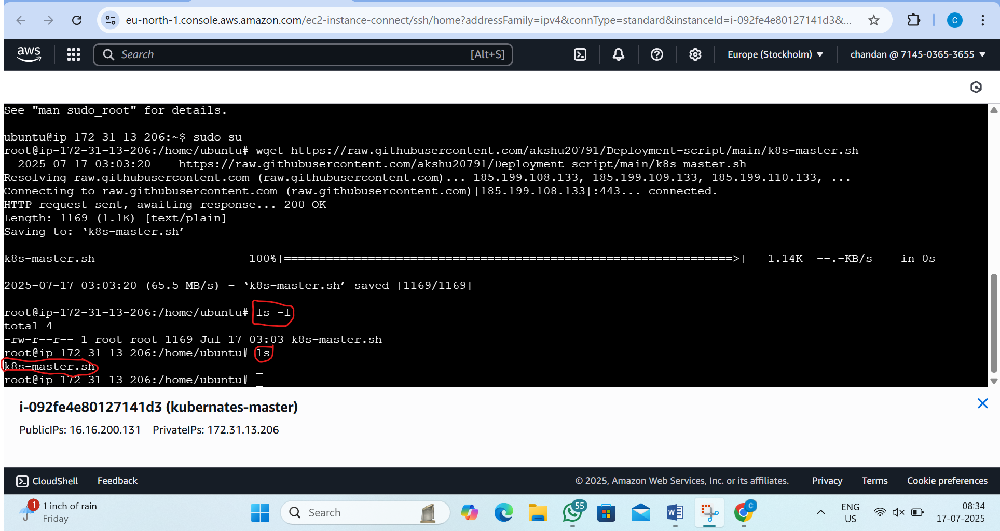 eu-north-1.console.aws.amazon.com/ec2-instance-connect/ssh/home?addressFamily=ipv4&connType=standard&instanceId=i-092fe4e80127141d3&...
C
aws
Search
[Alt+S]
Europe (Stockholm)
chandan @ 7145-0365-3655
See "man sudo_root" for details.
ubuntu@ip-172-31-13-206:~$ sudo su
root@ip-172-31-13-206:/home/ubuntu# wget https://raw.githubusercontent.com/akshu20791/Deployment-script/main/k8s-master.sh
--2025-07-17 03:03:20--  https://raw.githubusercontent.com/akshu20791/Deployment-script/main/k8s-master.sh
Resolving raw.githubusercontent.com (raw.githubusercontent.com)... 185.199.108.133, 185.199.109.133, 185.199.110.133, ...
Connecting to raw.githubusercontent.com (raw.githubusercontent.com)|185.199.108.133|:443... connected.
HTTP request sent, awaiting response... 200 OK
Length: 1169 (1.1K) [text/plain]
Saving to: ‘k8s-master.sh’
k8s-master.sh 100%[================================================================>] 1.14K --.-KB/s in 0s
2025-07-17 03:03:20 (65.5 MB/s) - ‘k8s-master.sh’ saved [1169/1169]
root@ip-172-31-13-206:/home/ubuntu# ls -l
total 4
-rw-r--r-- 1 root root 1169 Jul 17 03:03 k8s-master.sh
root@ip-172-31-13-206:/home/ubuntu# ls
k8s-master.sh
root@ip-172-31-13-206:/home/ubuntu#
i-092fe4e80127141d3 (kubernates-master)
PublicIPs: 16.16.200.131 PrivateIPs: 172.31.13.206
CloudShell
Feedback
© 2025, Amazon Web Services, Inc. or its affiliates.
Privacy
Terms
Cookie preferences
1
1 inch of rain
Friday
Search
55
W
C
ENG
US
08:34
17-07-2025